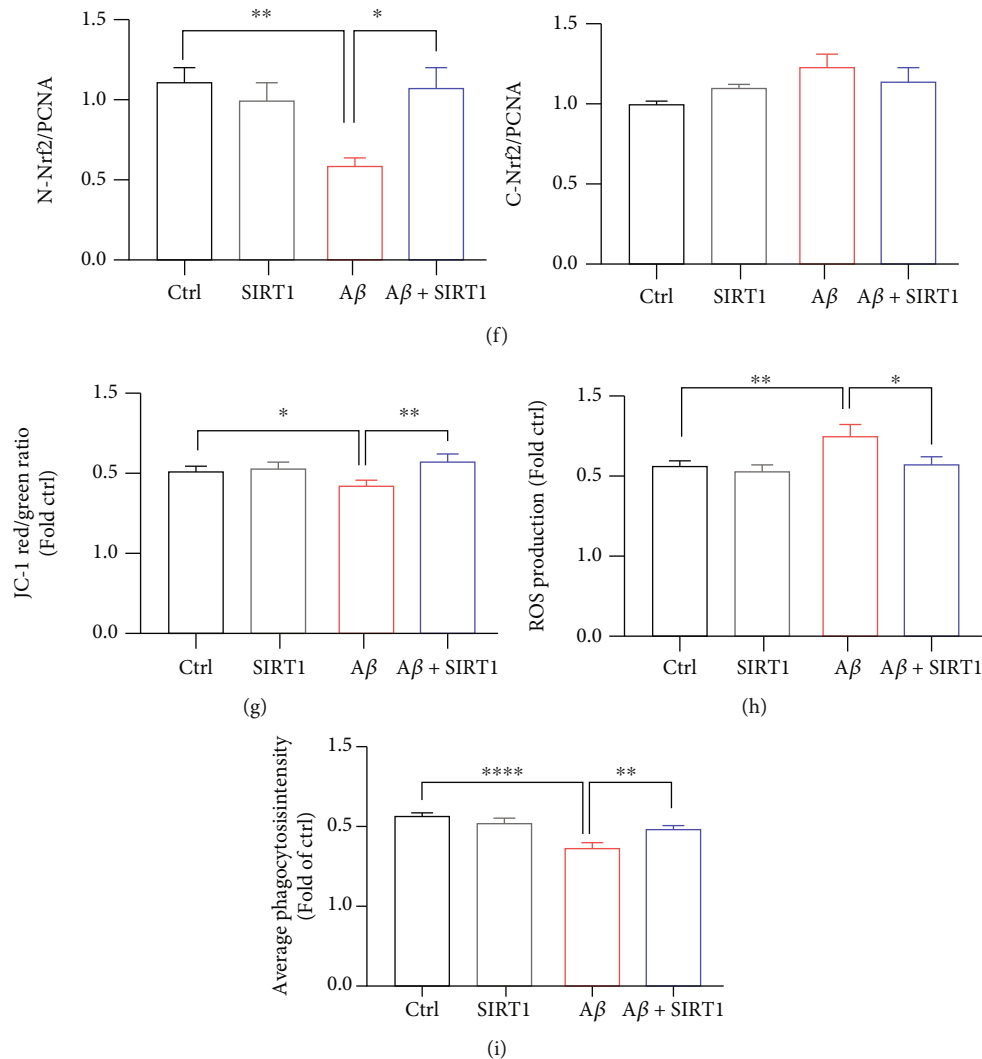 N-Nrf2/PCNA
1.5
1.0
0.5
0.0
**
*
Ctrl SIRT1 Aβ Aβ + SIRT1
C-Nrf2/PCNA
1.5
1.0
0.5
0.0
Ctrl SIRT1 Aβ Aβ + SIRT1
(f)
JC-1 red/green ratio
(Fold ctrl)
1.5
0.5
1.0
0.0
*
**
Ctrl SIRT1 Aβ Aβ + SIRT1
(g)
ROS production (Fold ctrl)
1.5
0.5
1.0
0.0
**
*
Ctrl SIRT1 Aβ Aβ + SIRT1
(h)
Average phagocytosisintensity
(Fold of ctrl)
1.5
0.5
1.0
0.0
****
**
Ctrl SIRT1 Aβ Aβ + SIRT1
(i)